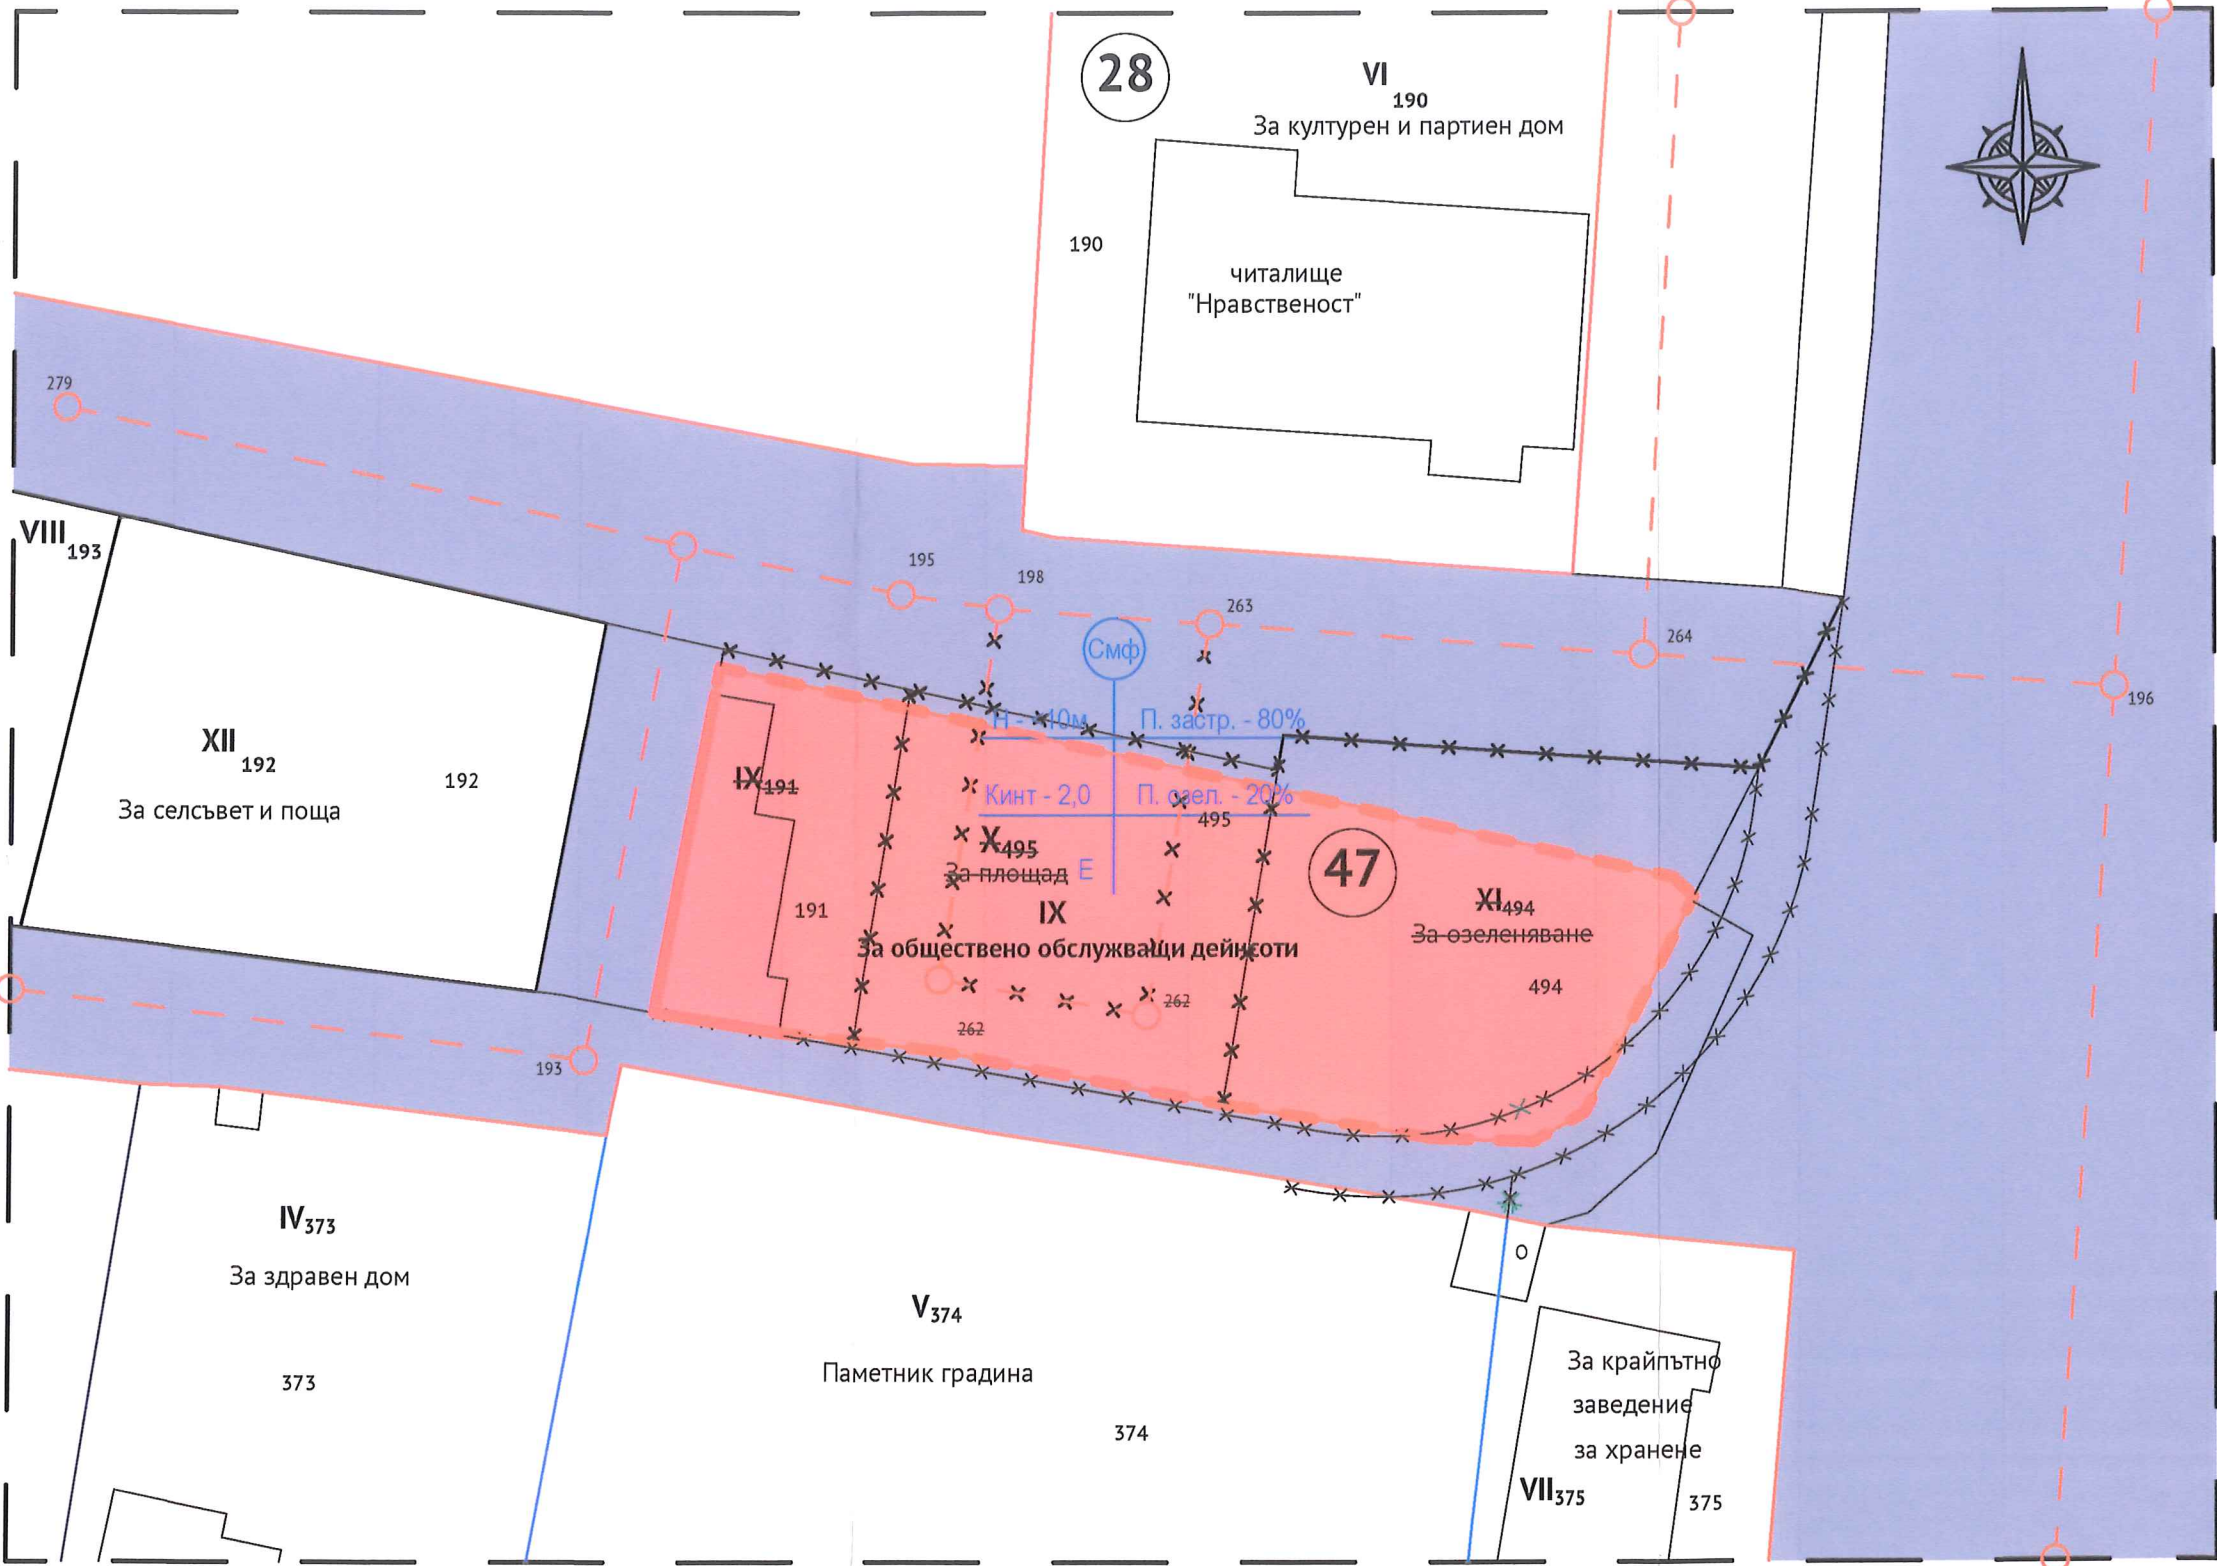 28
VI
190
За културен и партиен дом
190
читалище
"Нравственост"
279
VIII
193
195
198
263
264
196
Смф
Н - <10м
П. застр. - 80%
Кинт - 2,0
П. озел. - 20%
Е
XII
192
192
За селсъвет и поща
IX191
191
X495
За площад
495
47
IX
За обществено обслужващи дейнсоти
XI494
За озеленяване
494
262
262
193
IV373
За здравен дом
373
V374
Паметник градина
374
О
За крайпътно
заведение
за хранене
VII375
375